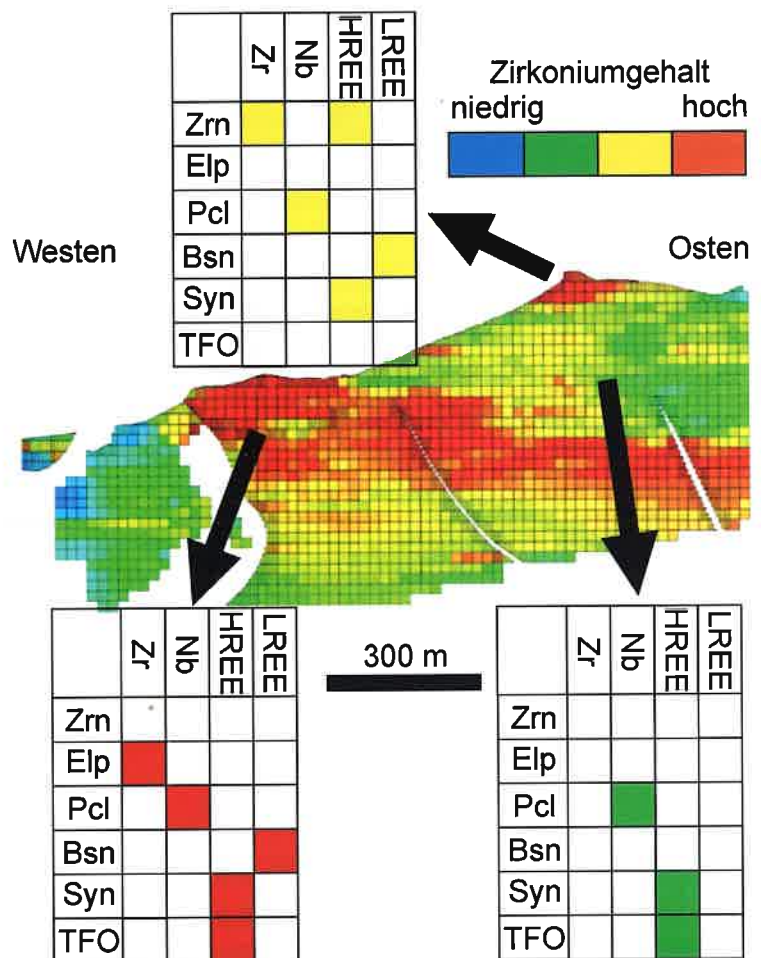 Zr Nb HREE LREE
Zrn
Elp
Pcl
Bsn
Syn
TFO
Zirkoniumgehalt
niedrig hoch
Westen
Osten
Zr Nb HREE LREE
Zrn
Elp
Pcl
Bsn
Syn
TFO
300 m
Zr Nb HREE LREE
Zrn
Elp
Pcl
Bsn
Syn
TFO